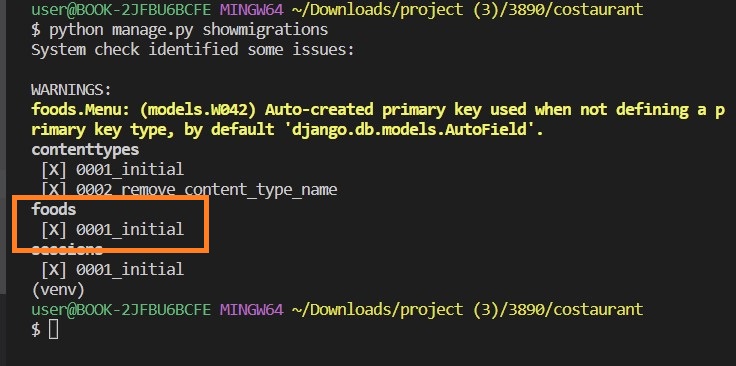 user@BOOK-2JFBU6BCFE MINGW64 ~/Downloads/project (3)/3890/costaurant
$ python manage.py showmigrations
System check identified some issues:
WARNINGS:
foods.Menu: (models.W042) Auto-created primary key used when not defining a p
rimary key type, by default 'django.db.models.AutoField'.
contenttypes
[X] 0001_initial
[X] 0002_remove_content_type_name
foods
[X] 0001_initial
sessions
[X] 0001_initial
(venv)
user@BOOK-2JFBU6BCFE MINGW64 ~/Downloads/project (3)/3890/costaurant
$